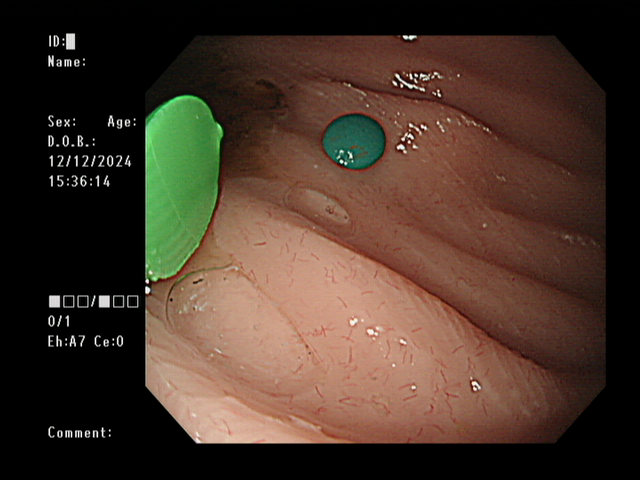 ID:
Name:
Sex: Age:
D.O.B.:
12/12/2024
15:36:14
■□□/■□□
0/1
Eh:A7 Ce:0
Comment: